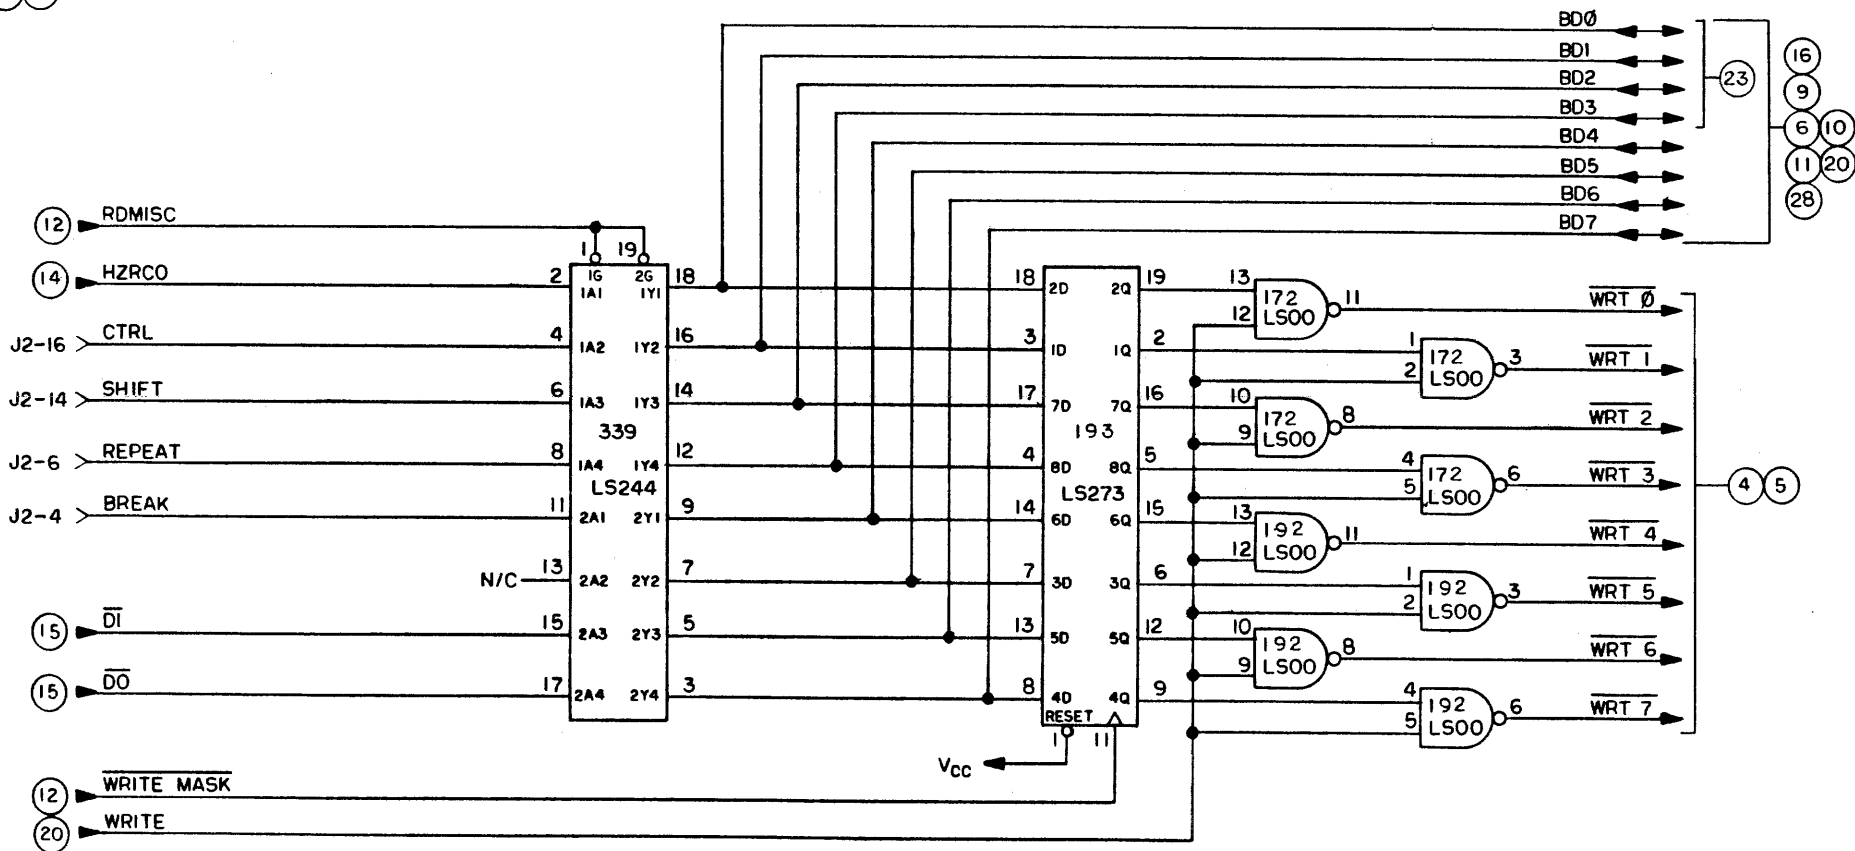 BDØ
BD1
BD2
BD3
BD4
BD5
BD6
BD7
23
16
9
6 10
11 20
28
12 RDMISC
14 HZRCO
J2-16 CTRL
J2-14 SHIFT
J2-6 REPEAT
J2-4 BREAK
N/C
15 D1
15 DO
12 WRITE MASK
20 WRITE
1 19
1G 2G
2 1A1 1Y1 18
4 1A2 1Y2 16
6 1A3 1Y3 14
339
8 1A4 1Y4 12
LS244
11 2A1 2Y1 9
13 2A2 2Y2 7
15 2A3 2Y3 5
17 2A4 2Y4 3
18 2D 2Q 19
3 1D 1Q 2
17 7D 7Q 16
193
4 8D 8Q 5
LS273
14 6D 6Q 15
7 3D 3Q 6
13 5D 5Q 12
8 4D 4Q 9
RESET
1 11
VCC
13 12 172 LS00 11 WRT Ø
1 2 172 LS00 3 WRT 1
10 9 172 LS00 8 WRT 2
4 5 172 LS00 6 WRT 3
13 12 192 LS00 11 WRT 4
1 2 192 LS00 3 WRT 5
10 9 192 LS00 8 WRT 6
4 5 192 LS00 6 WRT 7
4 5